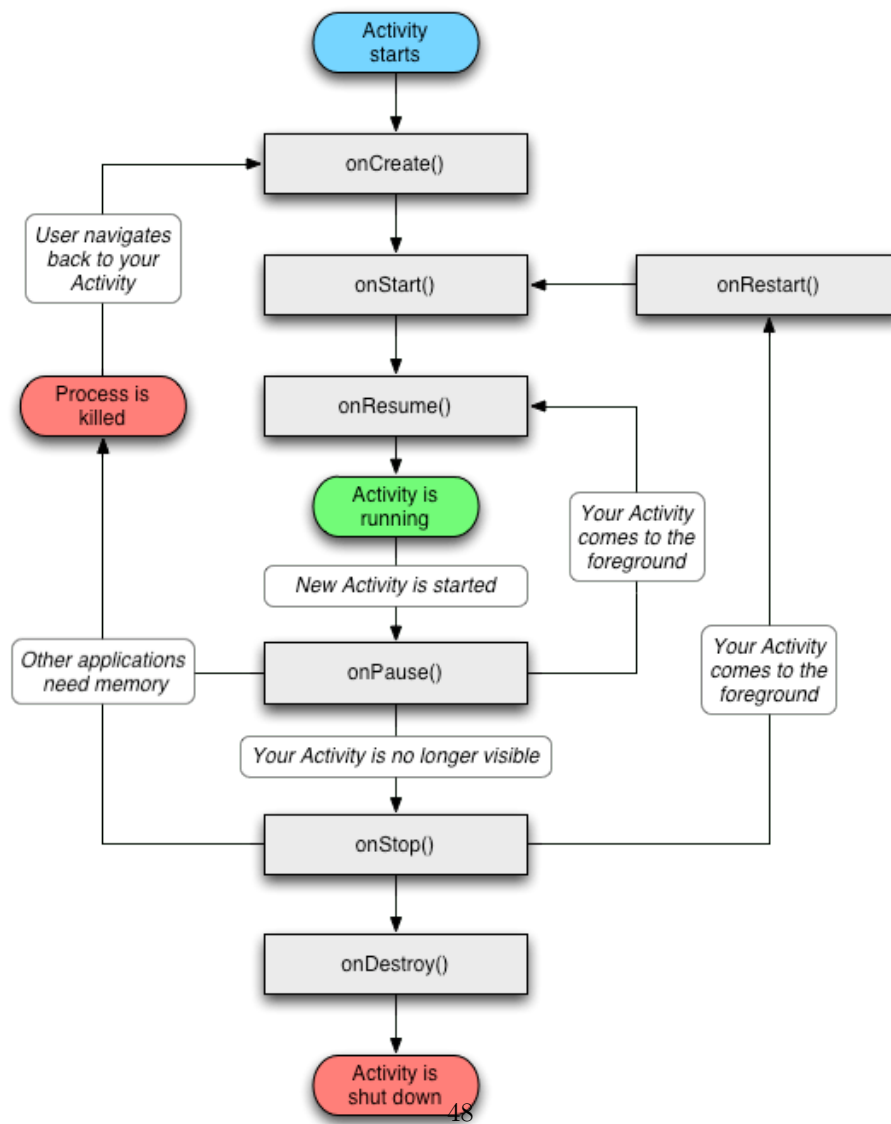 Activity
starts
onCreate()
User navigates
back to your
Activity
onStart()
onRestart()
Process is
killed
onResume()
Activity is
running
Your Activity
comes to the
foreground
New Activity is started
Other applications
need memory
onPause()
Your Activity
comes to the
foreground
Your Activity is no longer visible
onStop()
onDestroy()
Activity is
shut down
48